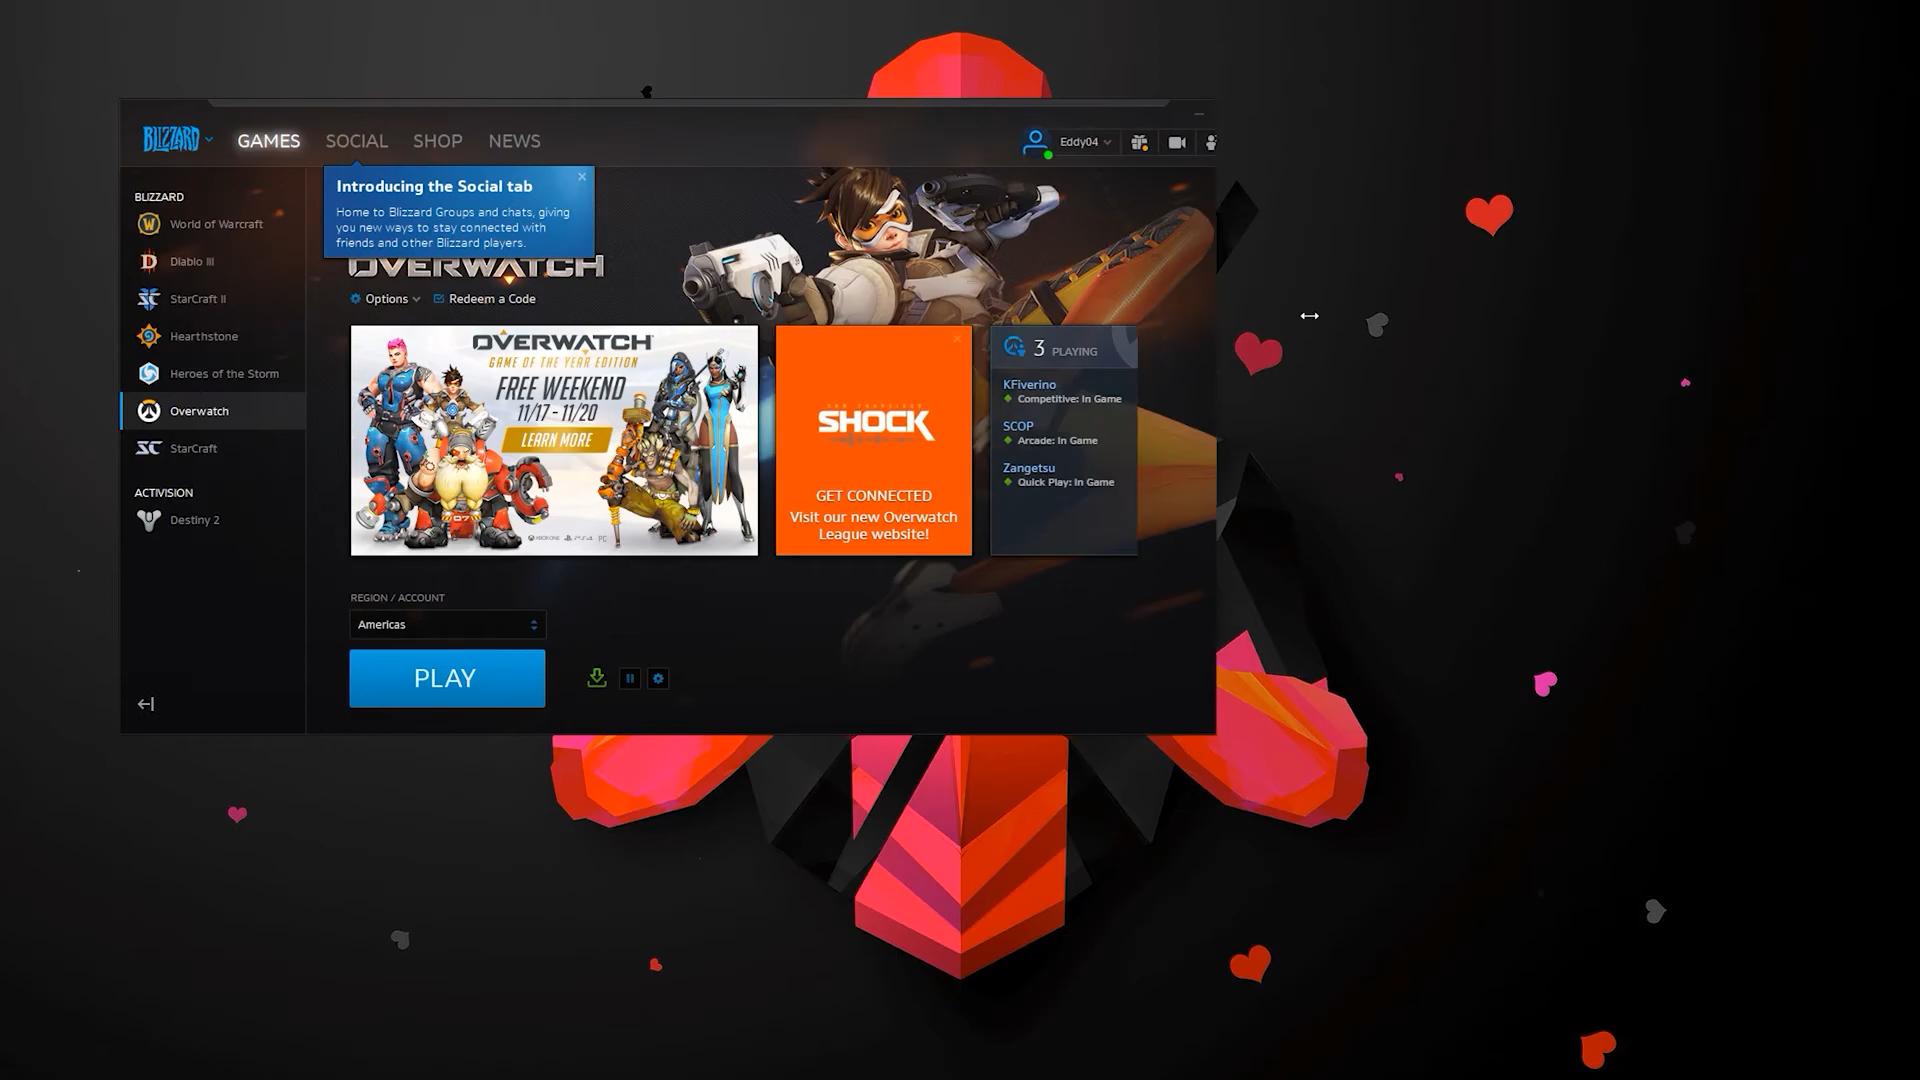 BLIZZARD
GAMES
SOCIAL
SHOP
NEWS
Eddy04
Introducing the Social tab
Home to Blizzard Groups and chats, giving
you new ways to stay connected with
friends and other Blizzard players.
BLIZZARD
World of Warcraft
Diablo III
StarCraft II
Hearthstone
Heroes of the Storm
Overwatch
StarCraft
ACTIVISION
Destiny 2
OVERWATCH
Options
Redeem a Code
OVERWATCH
GAME OF THE YEAR EDITION
FREE WEEKEND
11/17 - 11/20
LEARN MORE
XBOX ONE PS4 PC
SHOCK
GET CONNECTED
Visit our new Overwatch
League website!
3 PLAYING
KFiverino
Competitive: In Game
SCOP
Arcade: In Game
Zangetsu
Quick Play: In Game
REGION / ACCOUNT
Americas
PLAY